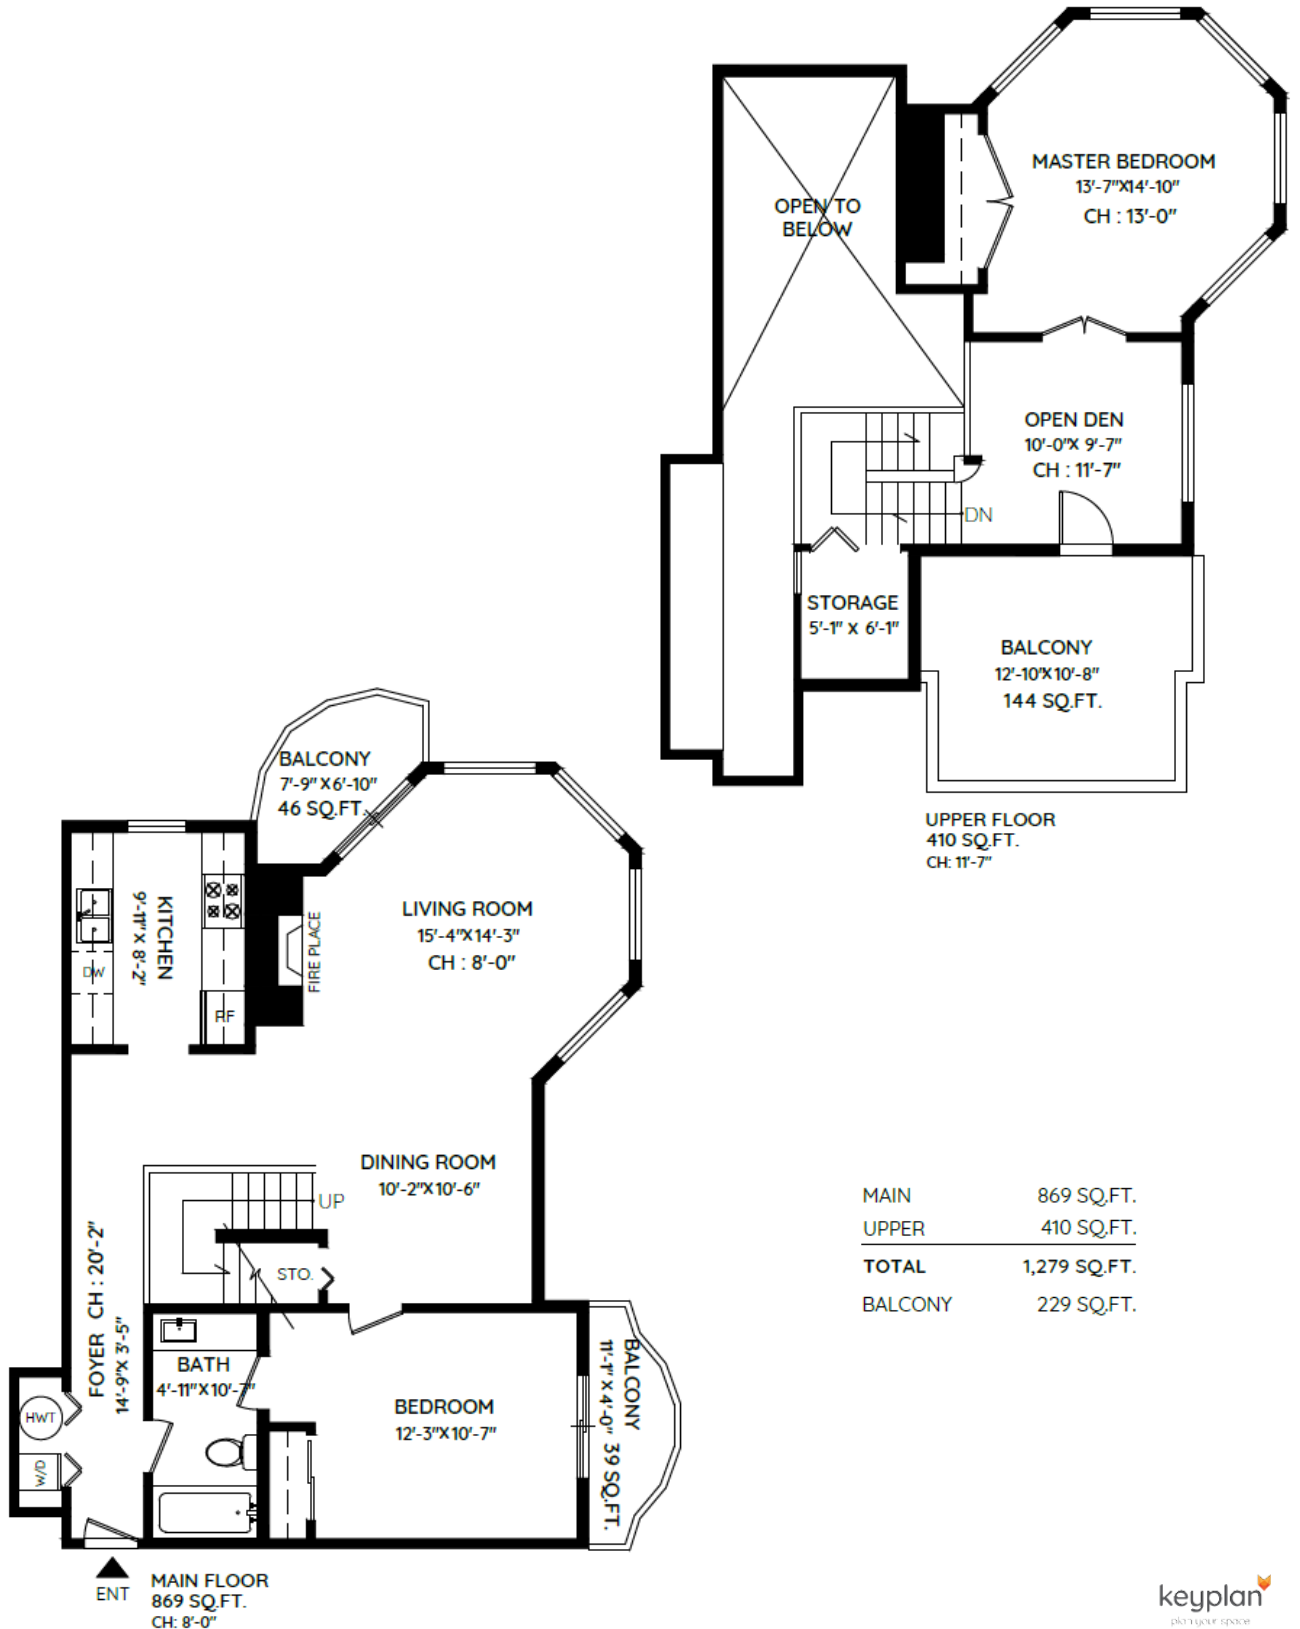 MASTER BEDROOM
13'-7"X14'-10"
CH : 13'-0"
OPEN TO
BELOW
OPEN DEN
10'-0"X 9'-7"
CH : 11'-7"
DN
STORAGE
5'-1" X 6'-1"
BALCONY
12'-10"X10'-8"
144 SQ.FT.
UPPER FLOOR
410 SQ.FT.
CH: 11'-7"
BALCONY
7'-9" X 6'-10"
46 SQ.FT.
KITCHEN
9'-11" X 8'-2"
DW
RF
FIRE PLACE
LIVING ROOM
15'-4"X14'-3"
CH : 8'-0"
DINING ROOM
10'-2"X10'-6"
UP
STO.
FOYER CH : 20'-2"
14'-9"X 3'-5"
BATH
4'-11"X10'-7"
HWT
W/D
BEDROOM
12'-3"X10'-7"
BALCONY
11'-1" X 4'-0" 39 SQ.FT.
ENT
MAIN FLOOR
869 SQ.FT.
CH: 8'-0"
MAIN 869 SQ.FT.
UPPER 410 SQ.FT.
TOTAL 1,279 SQ.FT.
BALCONY 229 SQ.FT.
keyplan
plan your space